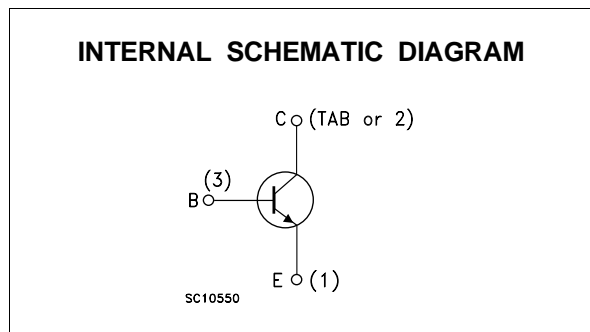 INTERNAL SCHEMATIC DIAGRAM
C (TAB or 2)
(3)
B
E (1)
SC10550